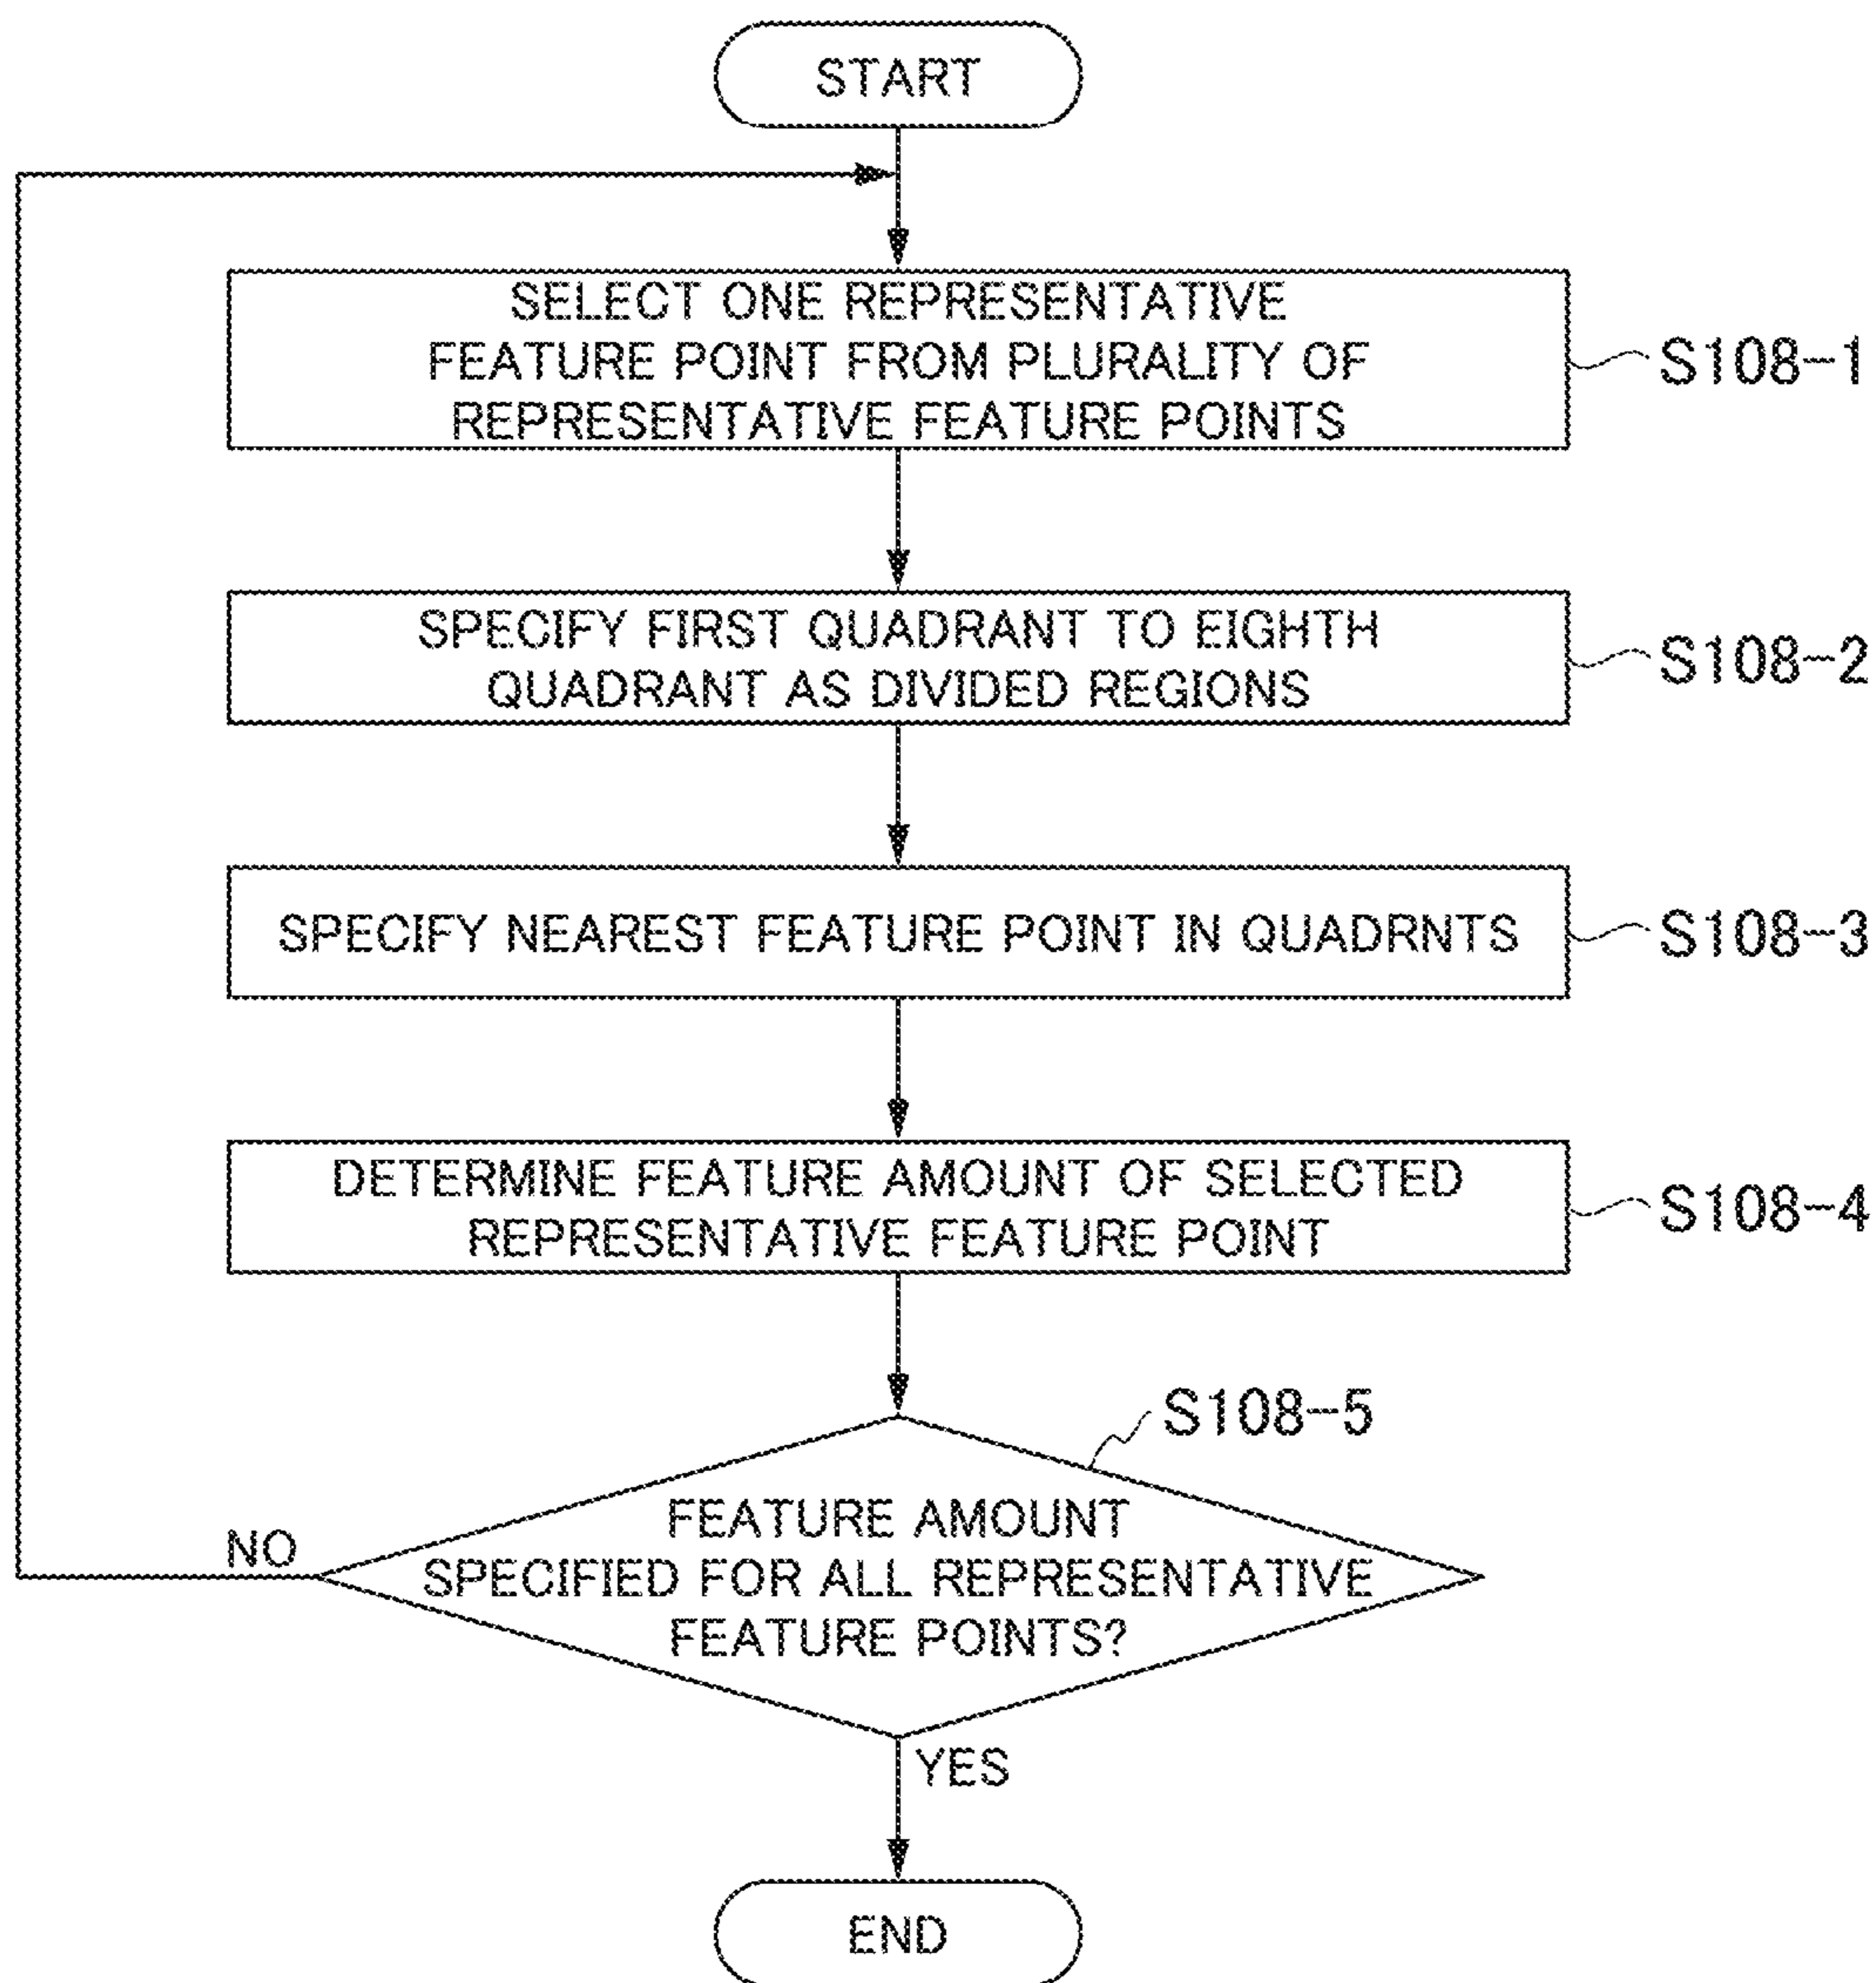 START
SELECT ONE REPRESENTATIVE
FEATURE POINT FROM PLURALITY OF
REPRESENTATIVE FEATURE POINTS
S108-1
SPECIFY FIRST QUADRANT TO EIGHTH
QUADRANT AS DIVIDED REGIONS
S108-2
SPECIFY NEAREST FEATURE POINT IN QUADRNTS
S108-3
DETERMINE FEATURE AMOUNT OF SELECTED
REPRESENTATIVE FEATURE POINT
S108-4
S108-5
FEATURE AMOUNT
SPECIFIED FOR ALL REPRESENTATIVE
FEATURE POINTS?
NO
YES
END